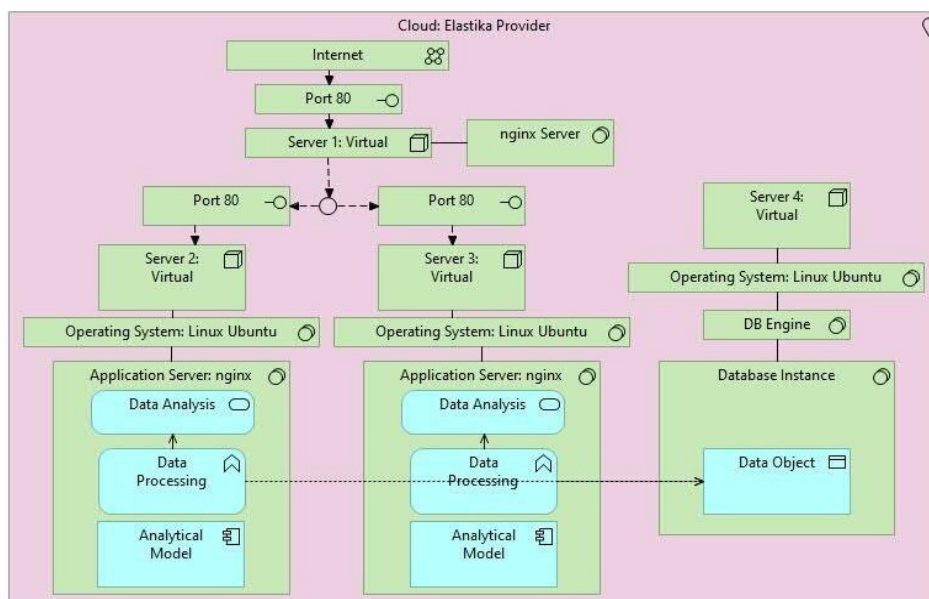 Cloud: Elastika Provider
Internet
Port 80
Server 1: Virtual
nginx Server
Port 80
Port 80
Server 4:
Virtual
Server 2:
Virtual
Server 3:
Virtual
Operating System: Linux Ubuntu
Operating System: Linux Ubuntu
Operating System: Linux Ubuntu
DB Engine
Application Server: nginx
Application Server: nginx
Database Instance
Data Analysis
Data Analysis
Data
Processing
Data
Processing
Data Object
Analytical
Model
Analytical
Model